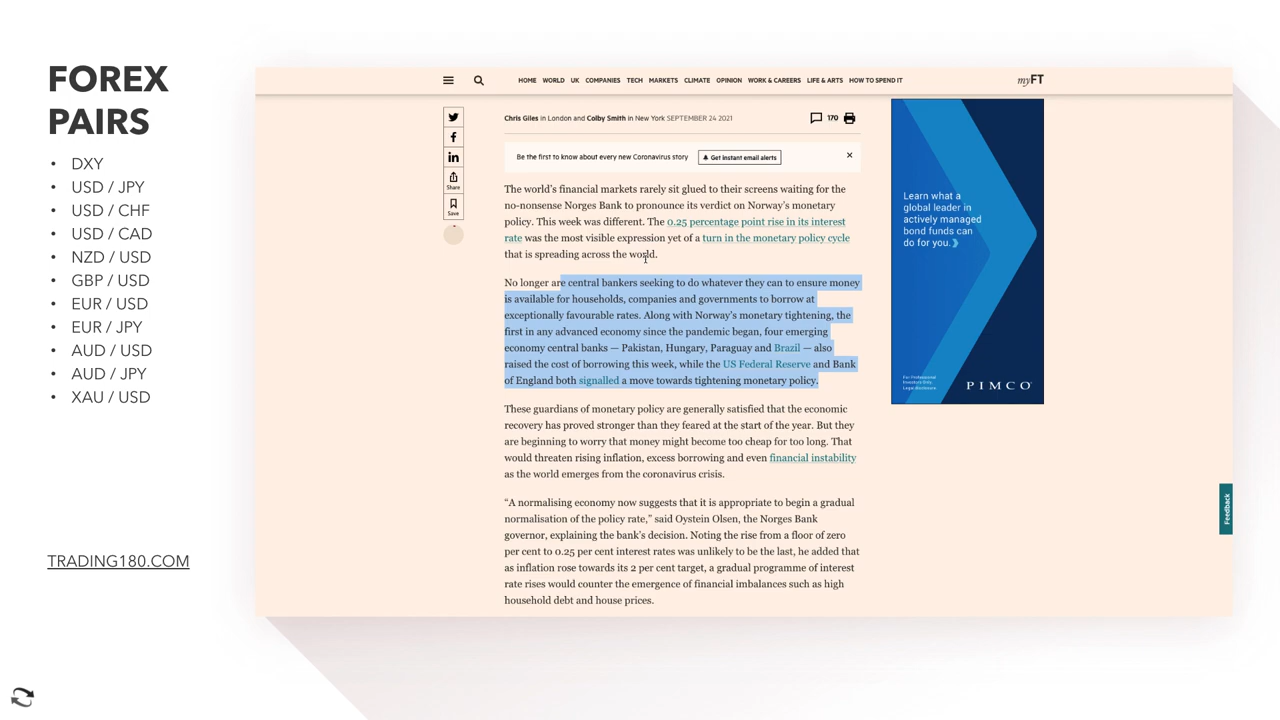 FOREX
PAIRS
• DXY
• USD / JPY
• USD / CHF
• USD / CAD
• NZD / USD
• GBP / USD
• EUR / USD
• EUR / JPY
• AUD / USD
• AUD / JPY
• XAU / USD
TRADING180.COM
HOME WORLD UK COMPANIES TECH MARKETS CLIMATE OPINION WORK & CAREERS LIFE & ARTS HOW TO SPEND IT
myFT
Share
Save
Chris Giles in London and Colby Smith in New York SEPTEMBER 24 2021
170
Be the first to know about every new Coronavirus story
Get instant email alerts
The world's financial markets rarely sit glued to their screens waiting for the
no-nonsense Norges Bank to pronounce its verdict on Norway's monetary
policy. This week was different. The 0.25 percentage point rise in its interest
rate was the most visible expression yet of a turn in the monetary policy cycle
that is spreading across the world.
No longer are central bankers seeking to do whatever they can to ensure money
is available for households, companies and governments to borrow at
exceptionally favourable rates. Along with Norway's monetary tightening, the
first in any advanced economy since the pandemic began, four emerging
economy central banks — Pakistan, Hungary, Paraguay and Brazil — also
raised the cost of borrowing this week, while the US Federal Reserve and Bank
of England both signalled a move towards tightening monetary policy.
These guardians of monetary policy are generally satisfied that the economic
recovery has proved stronger than they feared at the start of the year. But they
are beginning to worry that money might become too cheap for too long. That
would threaten rising inflation, excess borrowing and even financial instability
as the world emerges from the coronavirus crisis.
“A normalising economy now suggests that it is appropriate to begin a gradual
normalisation of the policy rate,” said Oystein Olsen, the Norges Bank
governor, explaining the bank's decision. Noting the rise from a floor of zero
per cent to 0.25 per cent interest rates was unlikely to be the last, he added that
as inflation rose towards its 2 per cent target, a gradual programme of interest
rate rises would counter the emergence of financial imbalances such as high
household debt and house prices.
Learn what a
global leader in
actively managed
bond funds can
do for you.
For Professional
Investors Only.
Legal disclosure
PIMCO
Feedback